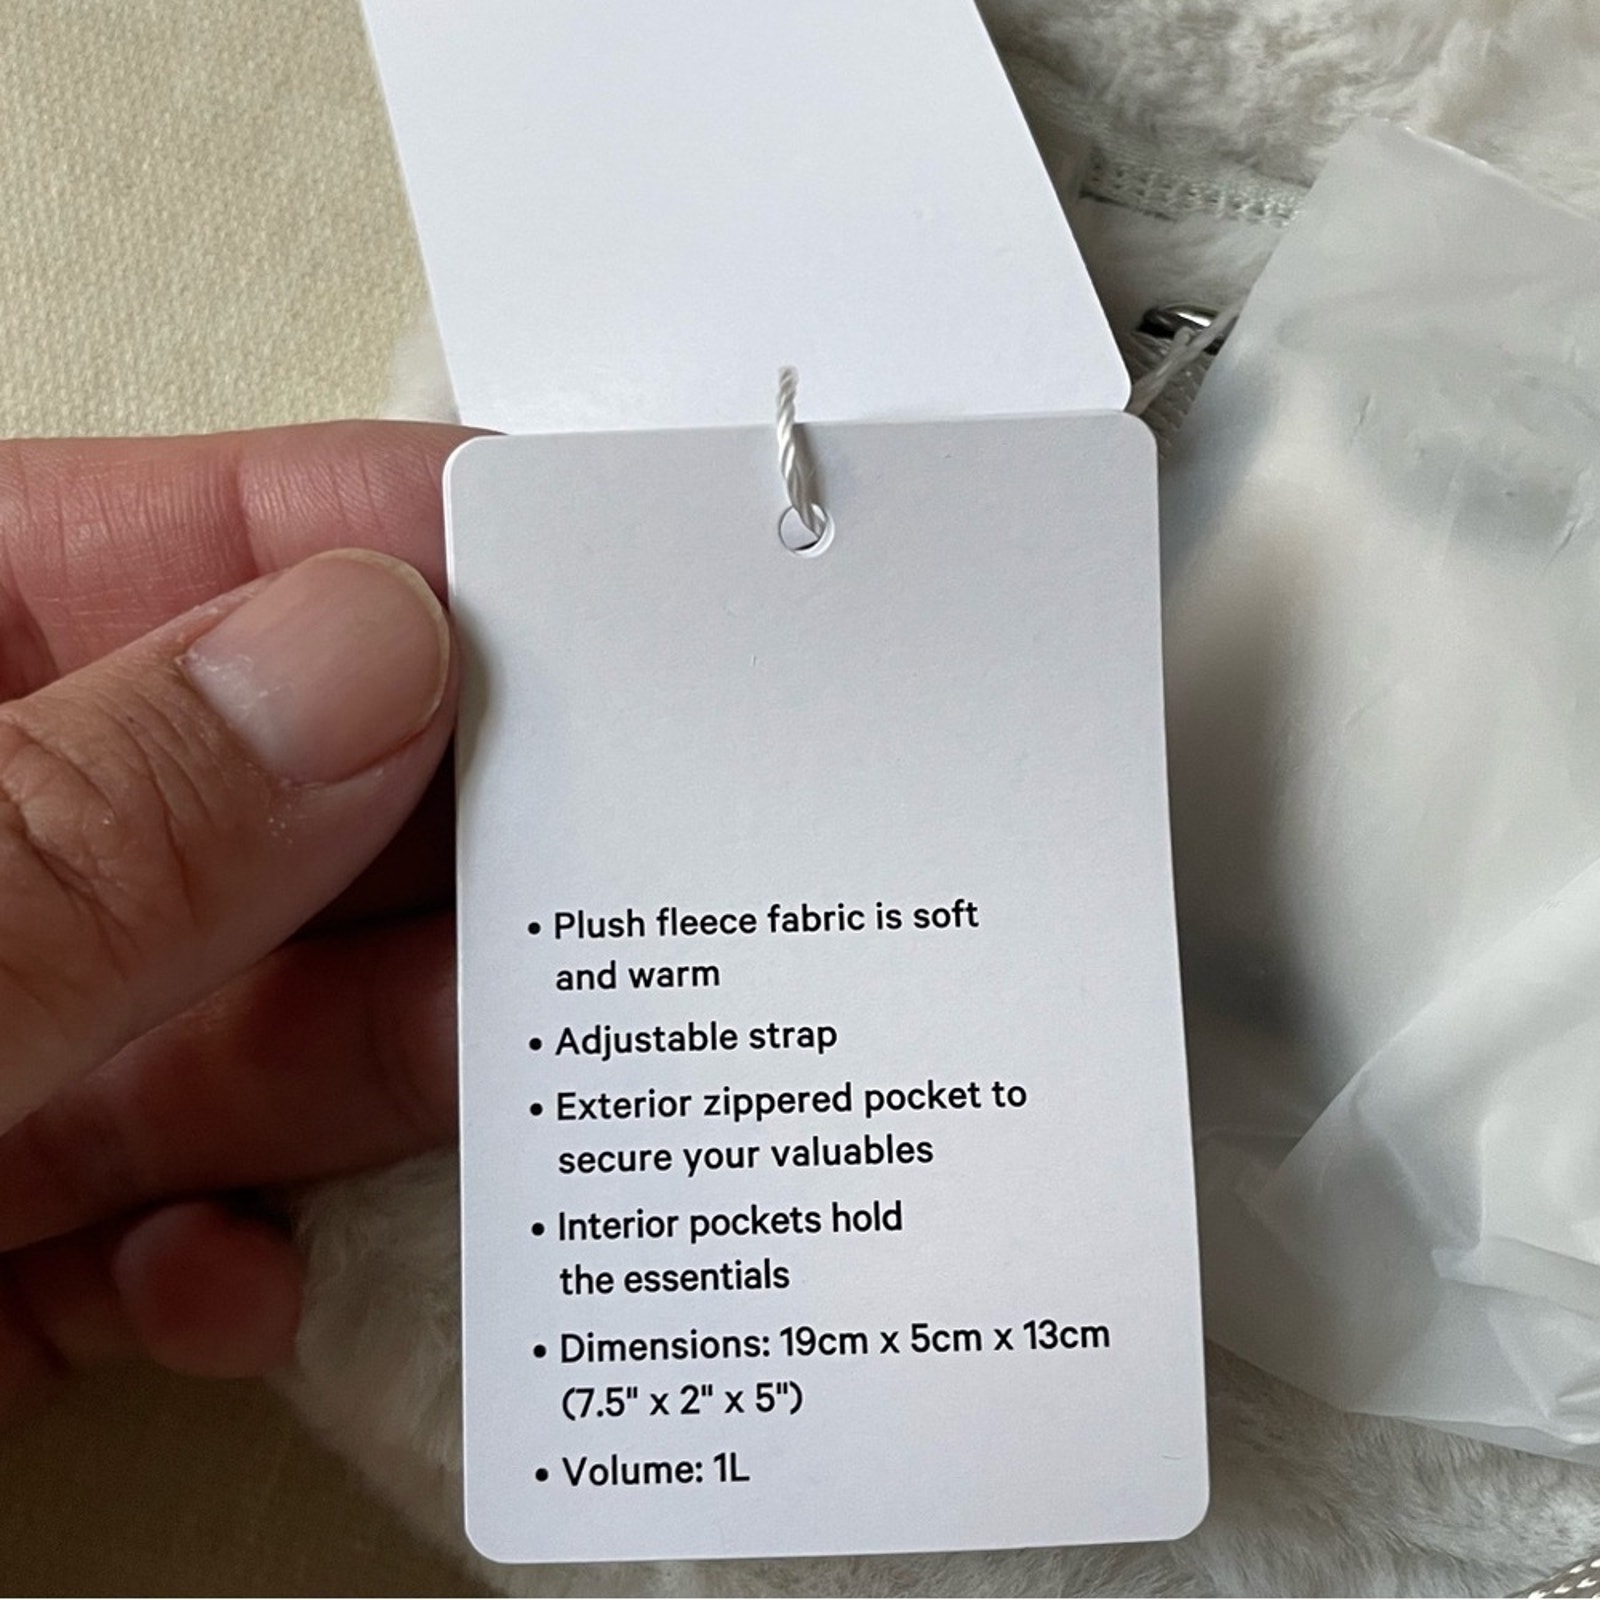 • Plush fleece fabric is soft
and warm
• Adjustable strap
• Exterior zippered pocket to
secure your valuables
• Interior pockets hold
the essentials
• Dimensions: 19cm x 5cm x 13cm
(7.5" x 2" x 5")
• Volume: 1L